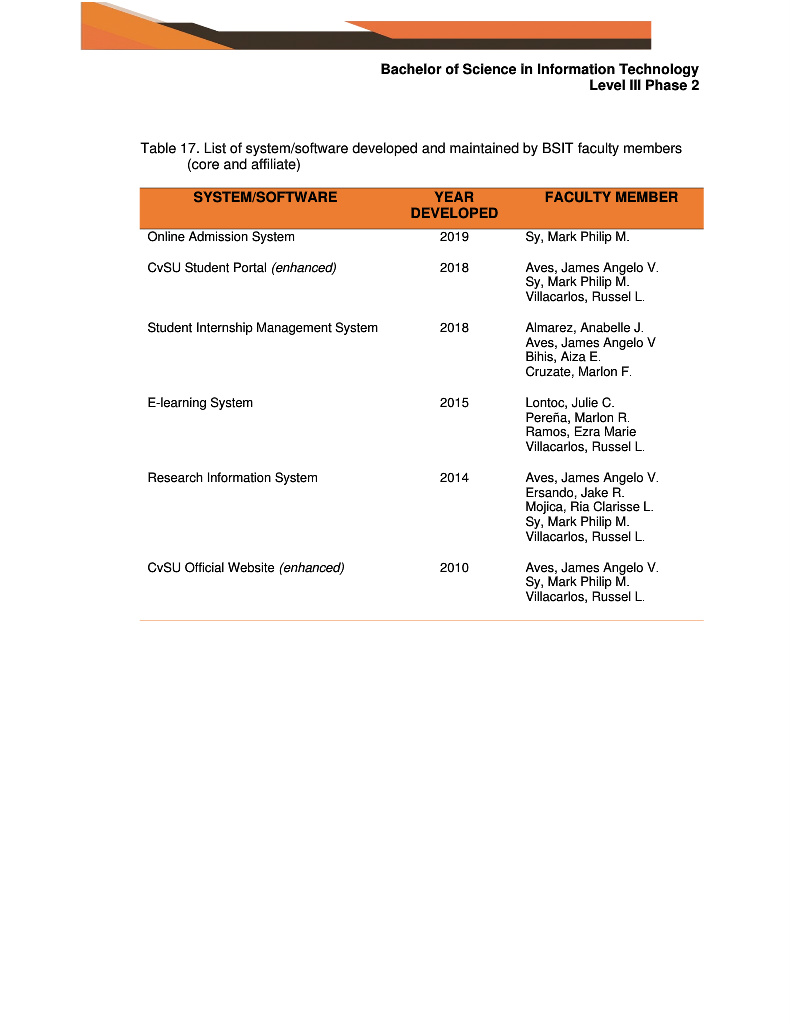 Bachelor of Science in Information Technology
Level III Phase 2
Table 17. List of system/software developed and maintained by BSIT faculty members
(core and affiliate)
SYSTEM/SOFTWARE YEAR DEVELOPED FACULTY MEMBER
Online Admission System 2019 Sy, Mark Philip M.
CvSU Student Portal (enhanced) 2018 Aves, James Angelo V.
Sy, Mark Philip M.
Villacarlos, Russel L.
Student Internship Management System 2018 Almarez, Anabelle J.
Aves, James Angelo V
Bihis, Aiza E.
Cruzate, Marlon F.
E-learning System 2015 Lontoc, Julie C.
Pereña, Marlon R.
Ramos, Ezra Marie
Villacarlos, Russel L.
Research Information System 2014 Aves, James Angelo V.
Ersando, Jake R.
Mojica, Ria Clarisse L.
Sy, Mark Philip M.
Villacarlos, Russel L.
CvSU Official Website (enhanced) 2010 Aves, James Angelo V.
Sy, Mark Philip M.
Villacarlos, Russel L.